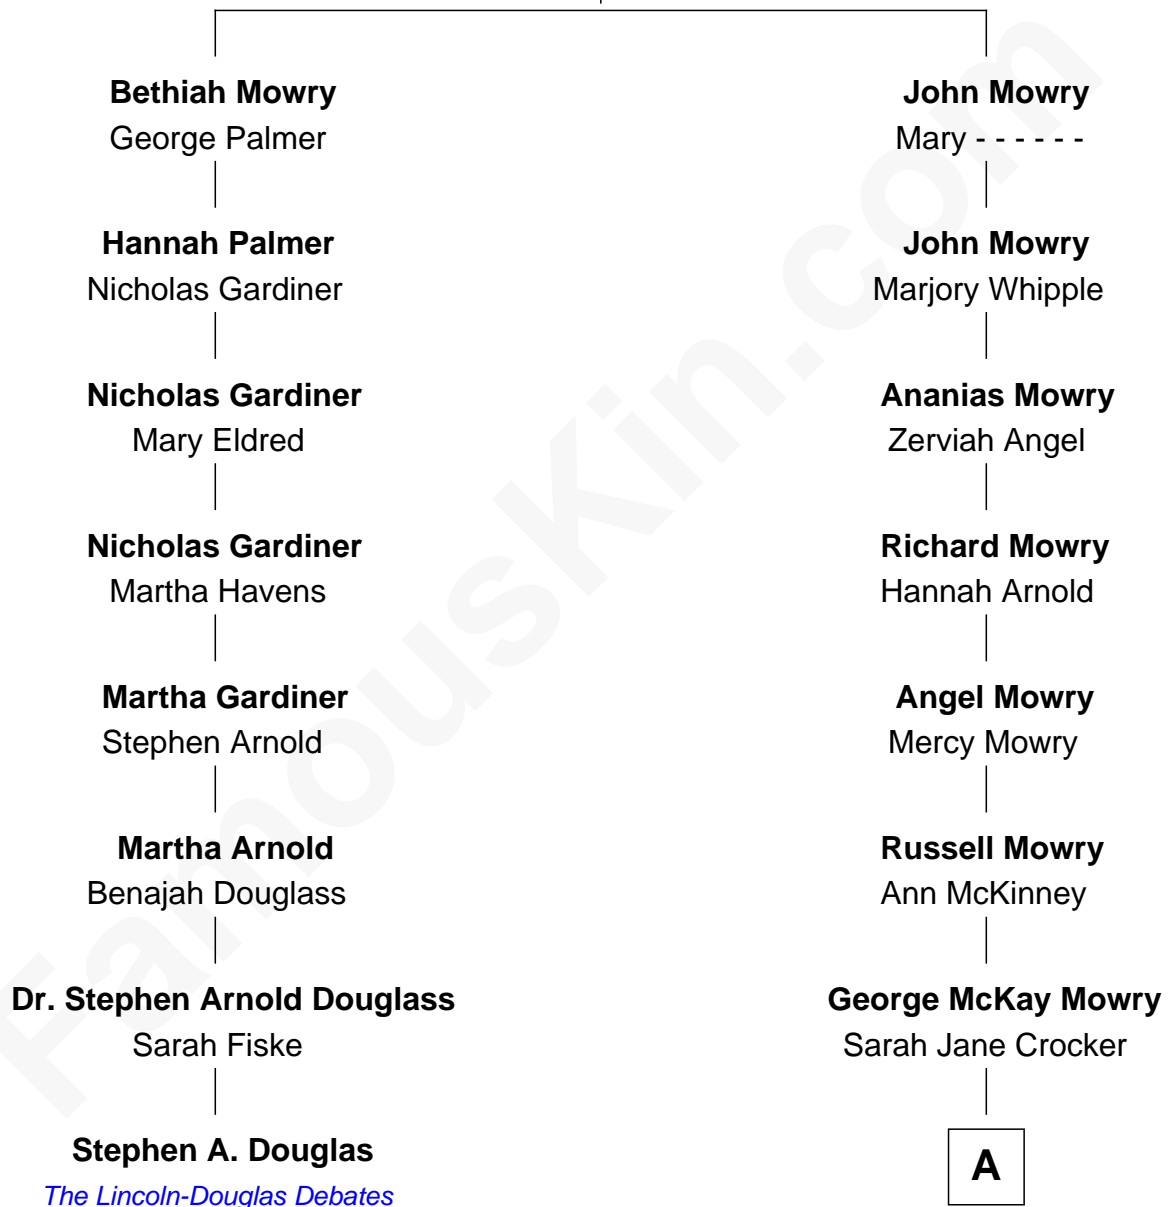 Bethiah Mowry
George Palmer
Hannah Palmer
Nicholas Gardiner
Nicholas Gardiner
Mary Eldred
Nicholas Gardiner
Martha Havens
Martha Gardiner
Stephen Arnold
Martha Arnold
Benajah Douglass
Dr. Stephen Arnold Douglass
Sarah Fiske
Stephen A. Douglas
The Lincoln-Douglas Debates
John Mowry
Mary - - - - - -
John Mowry
Marjory Whipple
Ananias Mowry
Zerviah Angel
Richard Mowry
Hannah Arnold
Angel Mowry
Mercy Mowry
Russell Mowry
Ann McKinney
George McKay Mowry
Sarah Jane Crocker
A
FamousKin.com